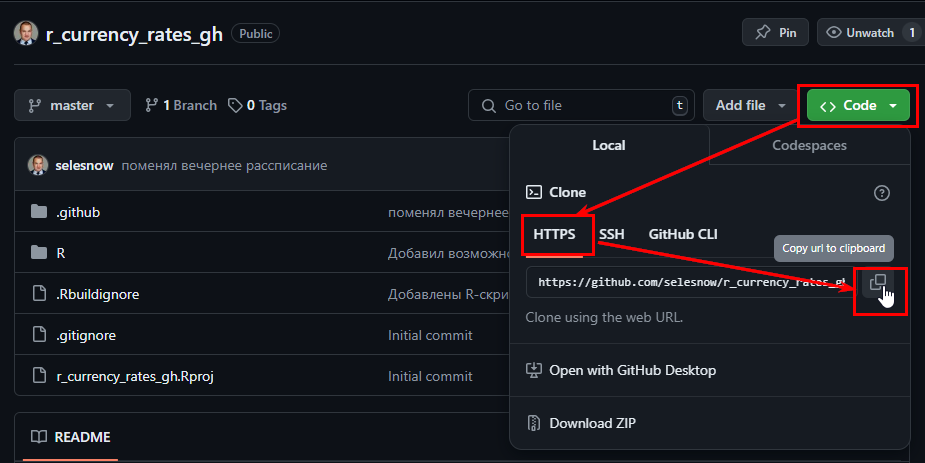 r_currency_rates_gh Public Pin Unwatch 1
master 1 Branch 0 Tags Go to file t Add file Code
Local Codespaces
selesnow поменял вечернее рассписание
Clone
.github поменял вечернее
HTTPS SSH GitHub CLI
Copy url to clipboard
R Добавил возможно
https://github.com/selesnow/r_currency_rates_gh
.Rbuildignore Добавлены R-скри
Clone using the web URL.
.gitignore Initial commit
Open with GitHub Desktop
r_currency_rates_gh.Rproj Initial commit
Download ZIP
README